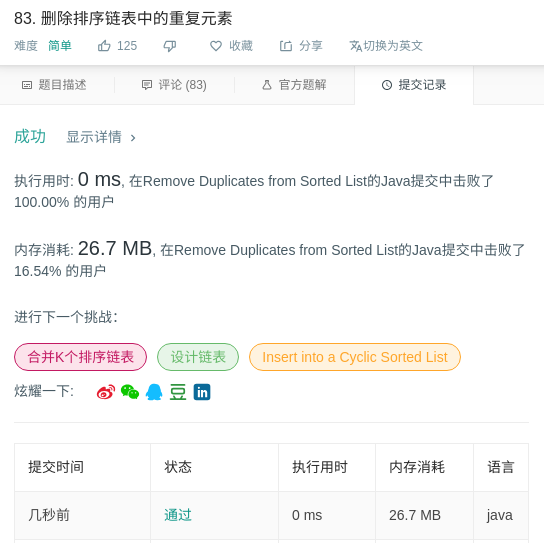 83. 删除排序链表中的重复元素
难度 简单 125 收藏 分享 切换为英文
题目描述 评论 (83) 官方题解 提交记录
成功 显示详情 >
执行用时: 0 ms, 在Remove Duplicates from Sorted List的Java提交中击败了
100.00% 的用户
内存消耗: 26.7 MB, 在Remove Duplicates from Sorted List的Java提交中击败了
16.54% 的用户
进行下一个挑战:
合并K个排序链表 设计链表 Insert into a Cyclic Sorted List
炫耀一下: 豆 in
提交时间 状态 执行用时 内存消耗 语言
几秒前 通过 0 ms 26.7 MB java